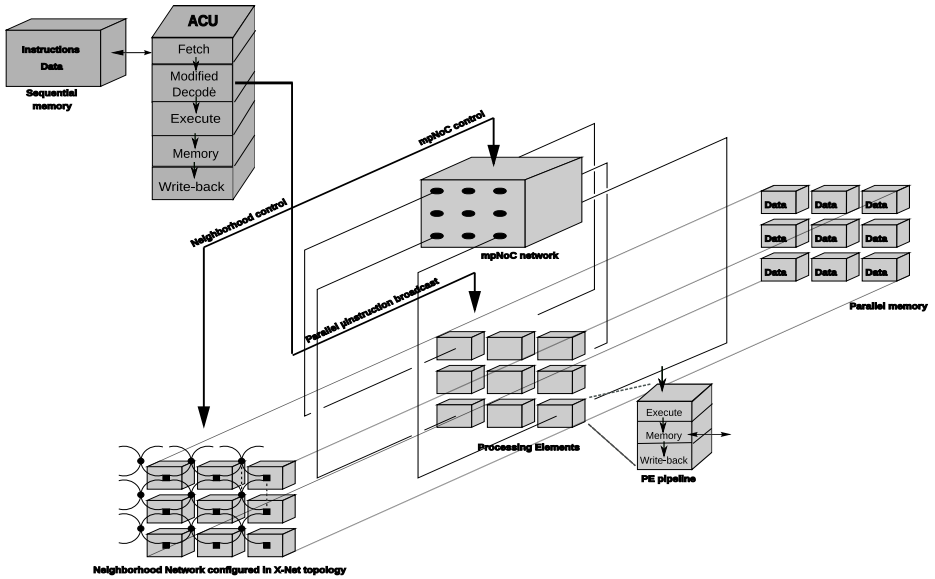 ACU
Instructions
Data
Sequential
memory
Fetch
Modified
Decode
Execute
Memory
Write-back
mpNoC control
Neighborhood control
mpNoC network
Parallel µinstruction broadcast
Data Data Data
Data Data Data
Data Data Data
Parallel memory
Processing Elements
Execute
Memory
Write-back
PE pipeline
Neighborhood Network configured in X-Net topology